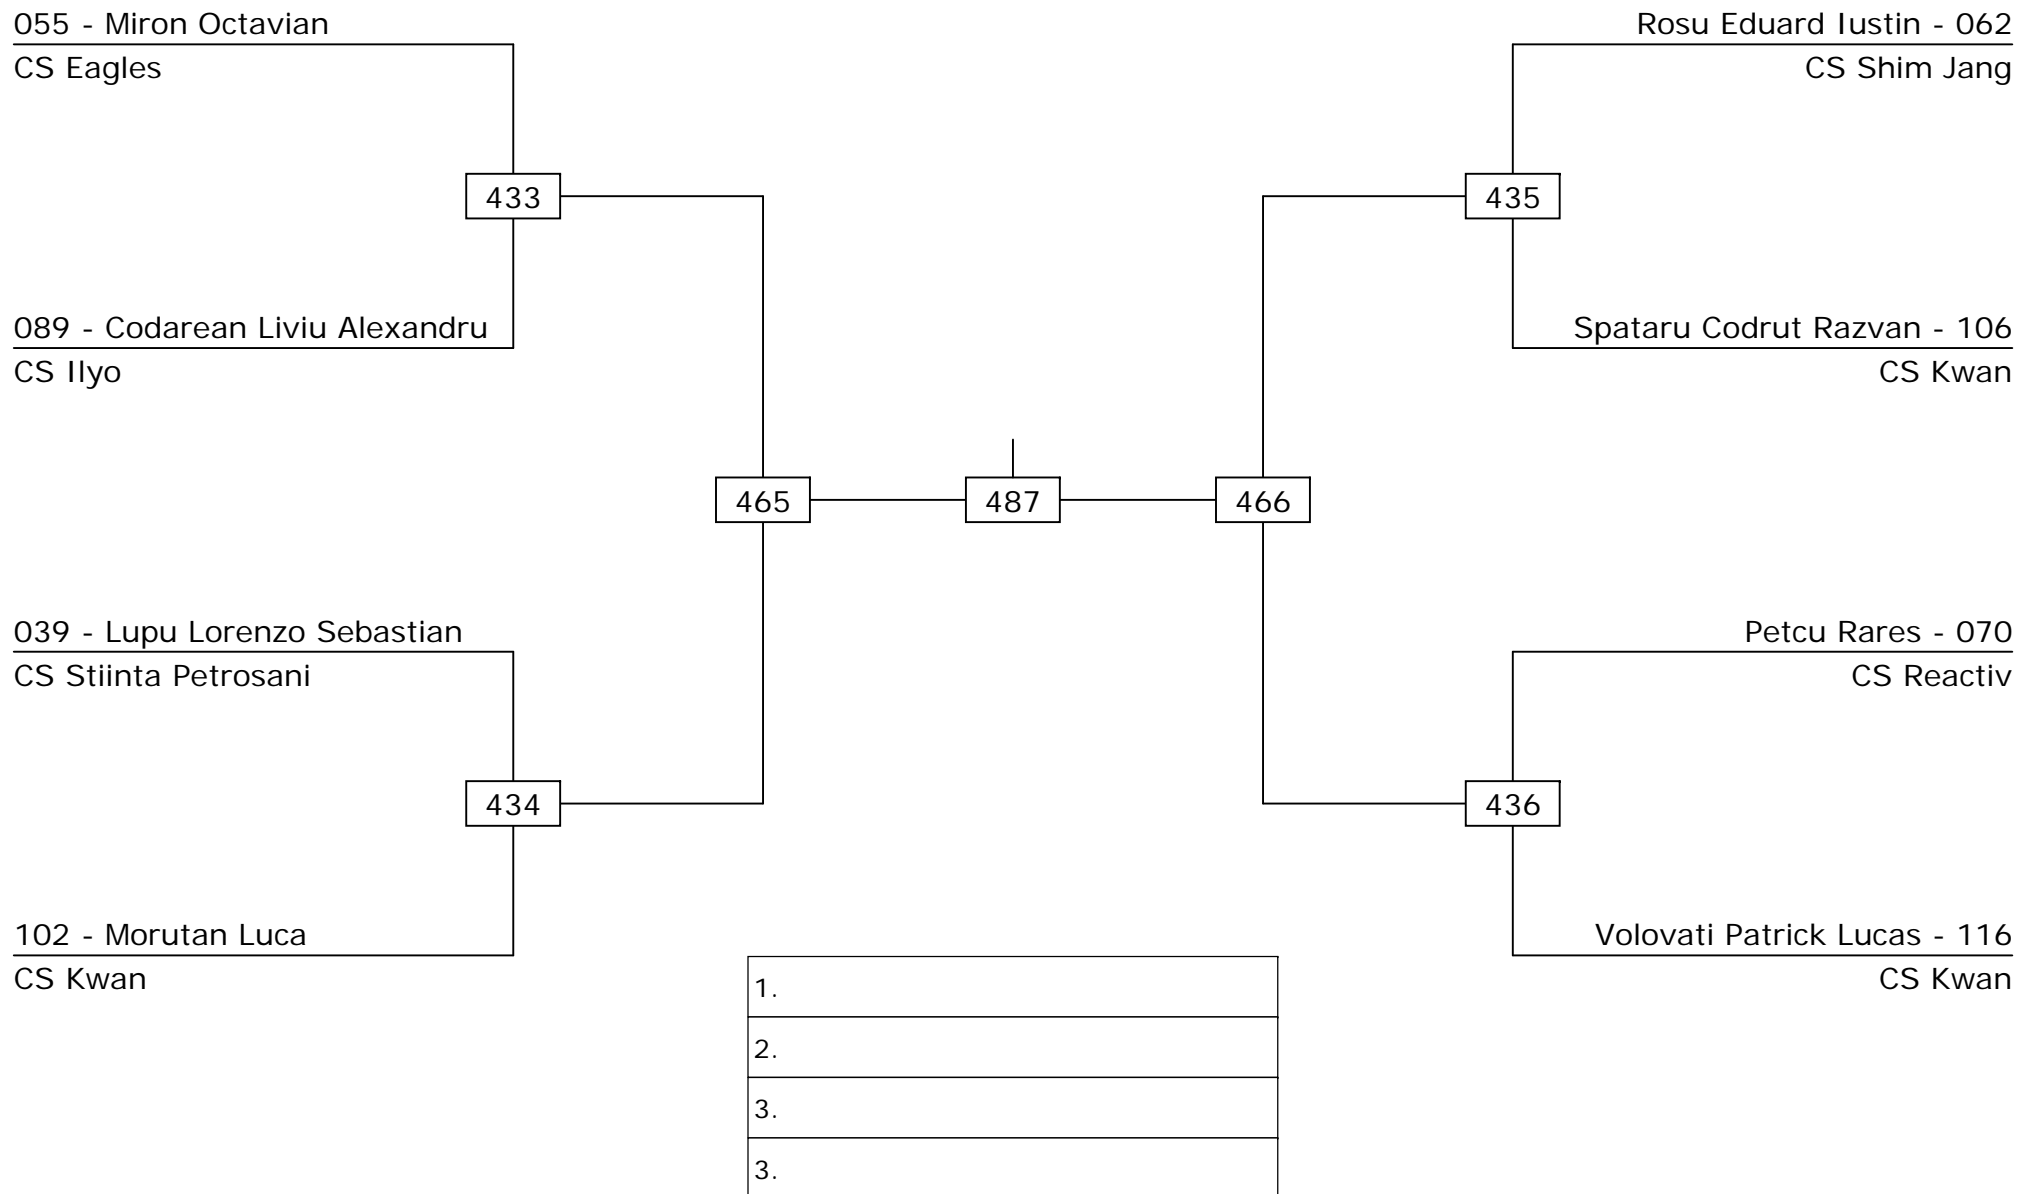 055 - Miron Octavian
CS Eagles
433
089 - Codarean Liviu Alexandru
CS Ilyo
465
039 - Lupu Lorenzo Sebastian
CS Stiinta Petrosani
434
102 - Morutan Luca
CS Kwan
487
Rosu Eduard Iustin - 062
CS Shim Jang
435
Spataru Codrut Razvan - 106
CS Kwan
466
Petcu Rares - 070
CS Reactiv
436
Volovati Patrick Lucas - 116
CS Kwan
1.
2.
3.
3.